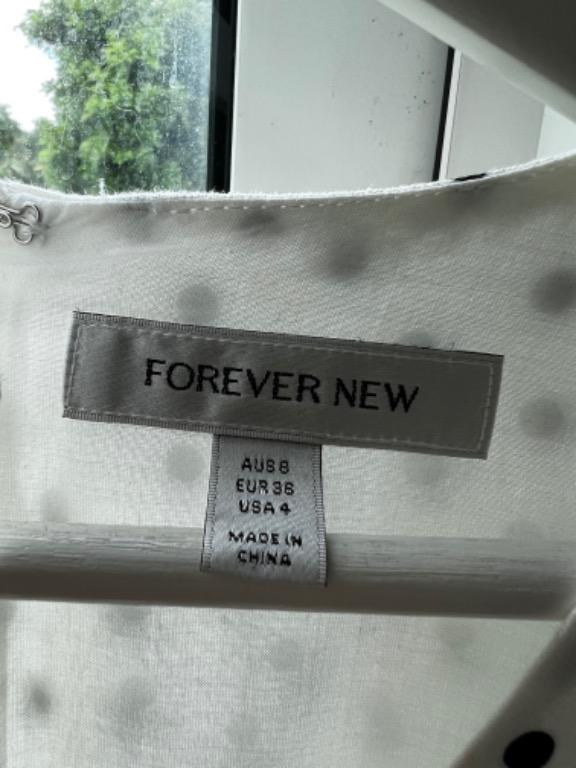 FOREVER NEW
AUS 8
EUR 36
USA 4
MADE IN
CHINA